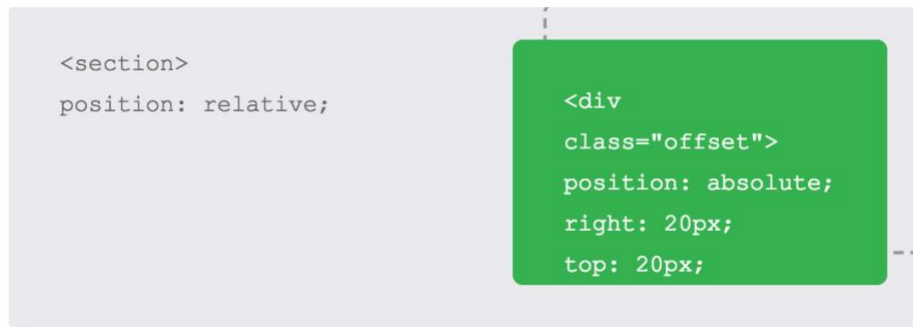 <section>
position: relative;
<div
class="offset">
position: absolute;
right: 20px;
top: 20px;